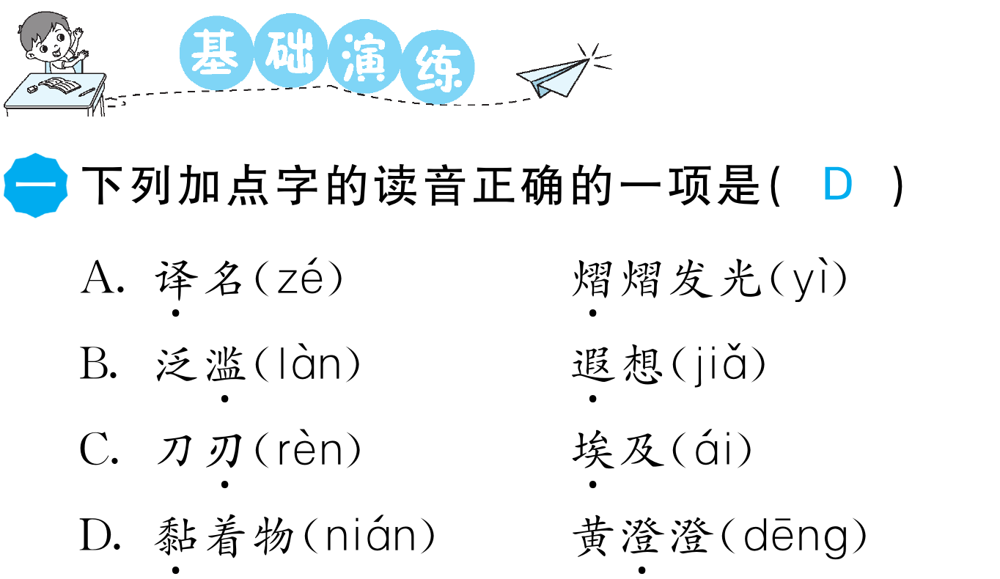 基础演练
一 下列加点字的读音正确的一项是( D )
A. 译名(zé) 熠熠发光(yì)
B. 泛滥(làn) 遐想(jiǎ)
C. 刀刃(rèn) 埃及(ái)
D. 黏着物(nián) 黄澄澄(dēng)